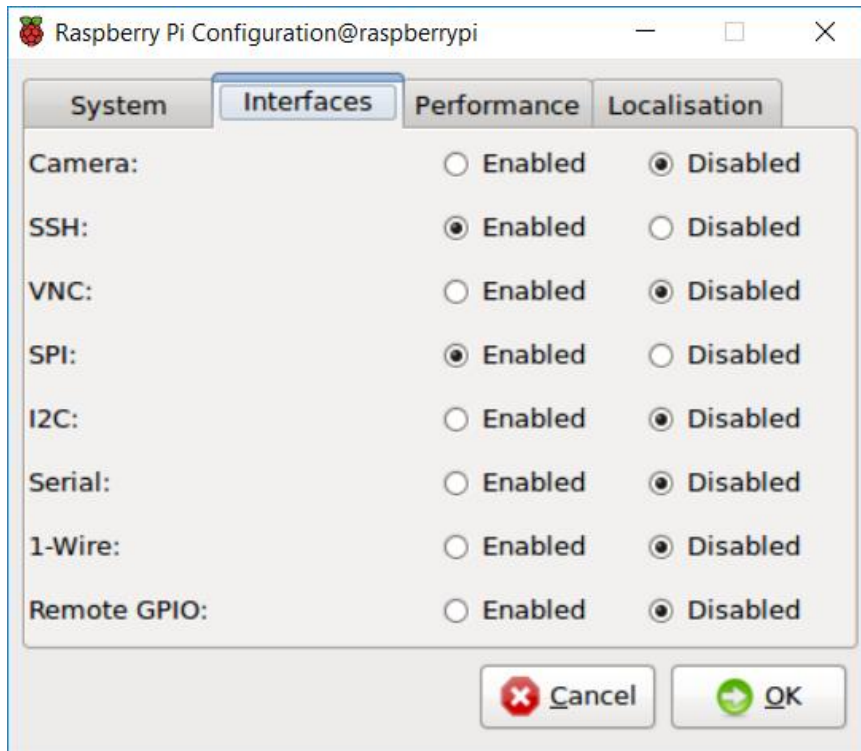 Raspberry Pi Configuration@raspberrypi
System Interfaces Performance Localisation
Camera: Enabled Disabled
SSH: Enabled Disabled
VNC: Enabled Disabled
SPI: Enabled Disabled
I2C: Enabled Disabled
Serial: Enabled Disabled
1-Wire: Enabled Disabled
Remote GPIO: Enabled Disabled
Cancel OK